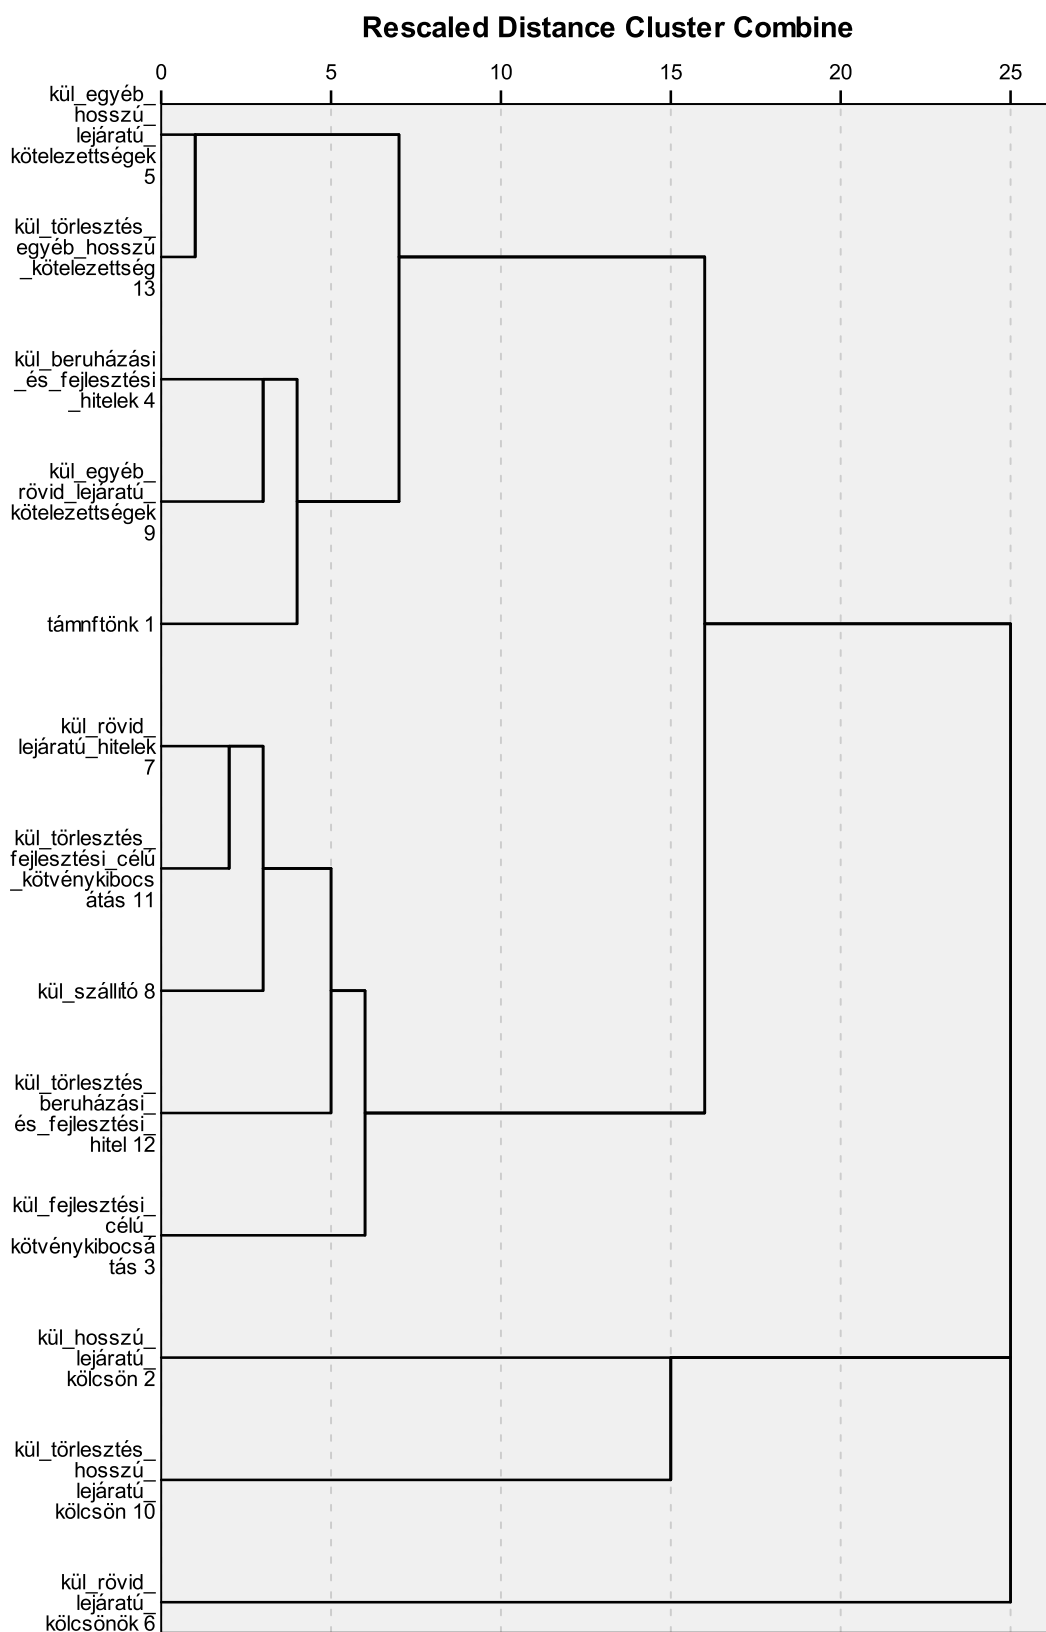 Rescaled Distance Cluster Combine
0 5 10 15 20 25
kül_egyéb_
hosszú_
lejáratú_
kötelezettségek
5
kül_törlesztés_
egyéb_hosszú
_kötelezettség
13
kül_beruházási
_és_fejlesztési
_hitelek 4
kül_egyéb_
rövid_lejáratú_
kötelezettségek
9
támnftönk 1
kül_rövid_
lejáratú_hitelek
7
kül_törlesztés_
fejlesztési_célú
_kötvénykibocs
átás 11
kül_szállító 8
kül_törlesztés_
beruházási_
és_fejlesztési_
hitel 12
kül_fejlesztési_
célú_
kötvénykibocsá
tás 3
kül_hosszú_
lejáratú_
kölcsön 2
kül_törlesztés_
hosszú_
lejáratú_
kölcsön 10
kül_rövid_
lejáratú_
kölcsönök 6